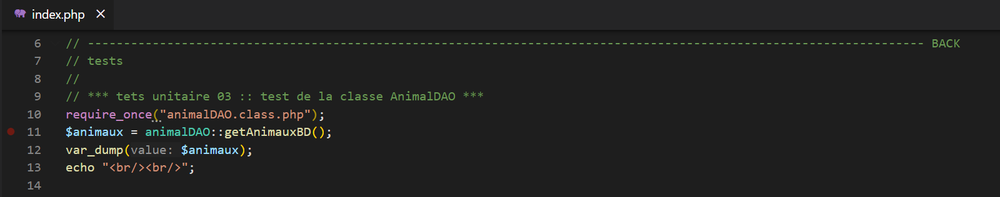 index.php
6 // -------------------------------------------------------------------------------------------------------------------- BACK
7 // tests
8 //
9 // *** tets unitaire 03 :: test de la classe AnimalDAO ***
10 require_once("animalDAO.class.php");
11 $animaux = animalDAO::getAnimauxBD();
12 var_dump(value: $animaux);
13 echo "<br/><br/>";
14